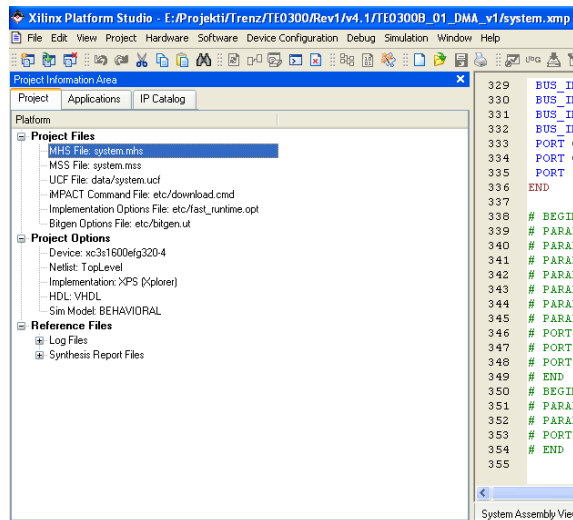 Xilinx Platform Studio - E:/Projekti/Trenz/TE0300/Rev1/v4.1/TE0300B_01_DMA_v1/system.xmp
File Edit View Project Hardware Software Device Configuration Debug Simulation Window Help
Project Information Area
Project Applications IP Catalog
Platform
Project Files
MHS File: system.mhs
MSS File: system.mss
UCF File: data/system.ucf
iMPACT Command File: etc/download.cmd
Implementation Options File: etc/fast_runtime.opt
Bitgen Options File: etc/bitgen.ut
Project Options
Device: xc3s1600efg320-4
Netlist: TopLevel
Implementation: XPS (Xplorer)
HDL: VHDL
Sim Model: BEHAVIORAL
Reference Files
Log Files
Synthesis Report Files
329 BUS_I
330 BUS_I
331 BUS_I
332 BUS_I
333 PORT
334 PORT
335 PORT
336 END
337
338 # BEGI
339 # PARA
340 # PARA
341 # PARA
342 # PARA
343 # PARA
344 # PARA
345 # PARA
346 # PORT
347 # PORT
348 # PORT
349 # END
350 # BEGI
351 # PARA
352 # PARA
353 # PORT
354 # END
355
System Assembly Vie